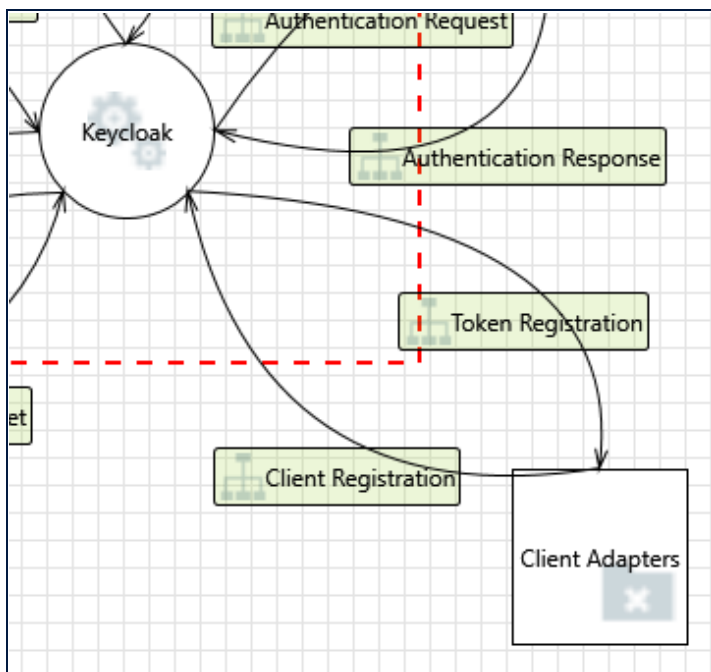 Authentication Request
Keycloak
Authentication Response
Token Registration
et
Client Registration
Client Adapters